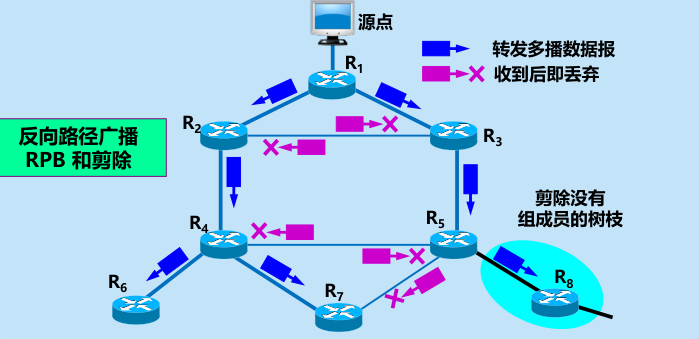 源点
转发多播数据报
收到后即丢弃
R1
R2
R3
反向路径广播
RPB 和剪除
剪除没有
组成员的树枝
R4
R5
R6
R7
R8